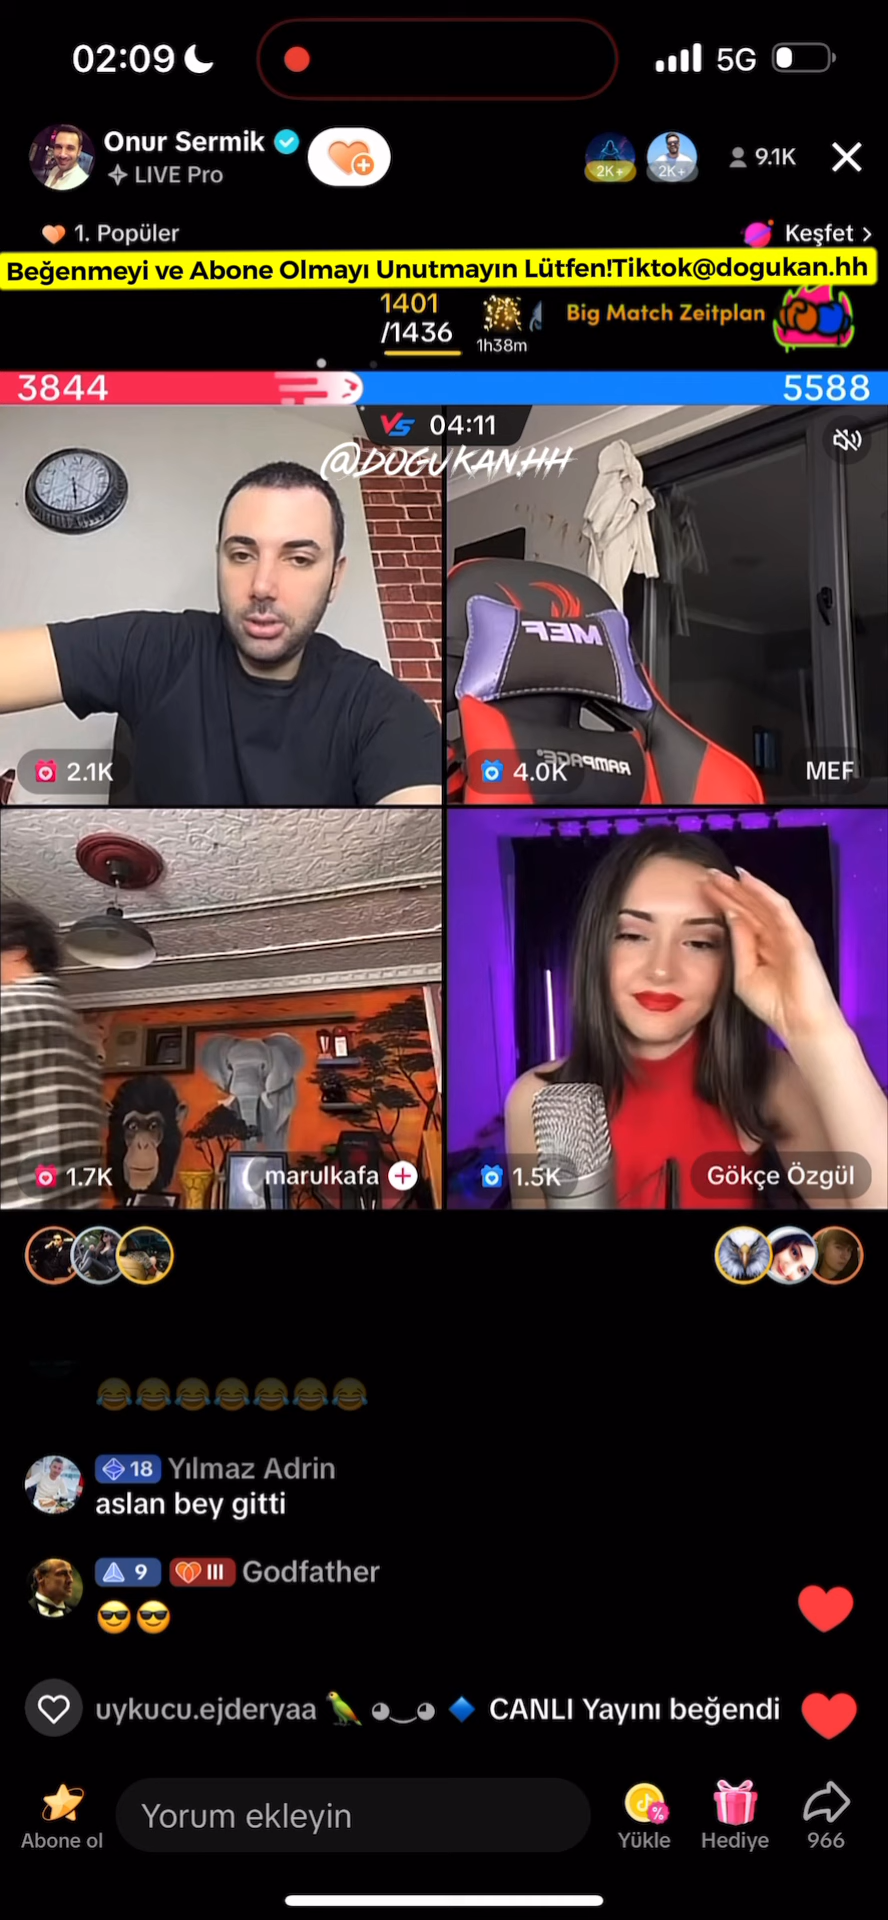 02:09
5G
Onur Sermik
LIVE Pro
2K+
2K+
9.1K
1. Popüler
Keşfet >
Beğenmeyi ve Abone Olmayı Unutmayın Lütfen!Tiktok@dogukan.hh
1401
/1436
1h38m
Big Match Zeitplan
3844
5588
VS 04:11
@DOGUKAN.HH
MEF
RAMPAGE
2.1K
4.0K
MEF
1.7K
marulkafa
1.5K
Gökçe Özgül
😂😂😂😂😂😂😂
18 Yılmaz Adrin
aslan bey gitti
9 III Godfather
😎😎
uykucu.ejderyaa 🦜 ◕‿◕ 🔹 CANLI Yayını beğendi
Abone ol
Yorum ekleyin
Yükle
Hediye
966